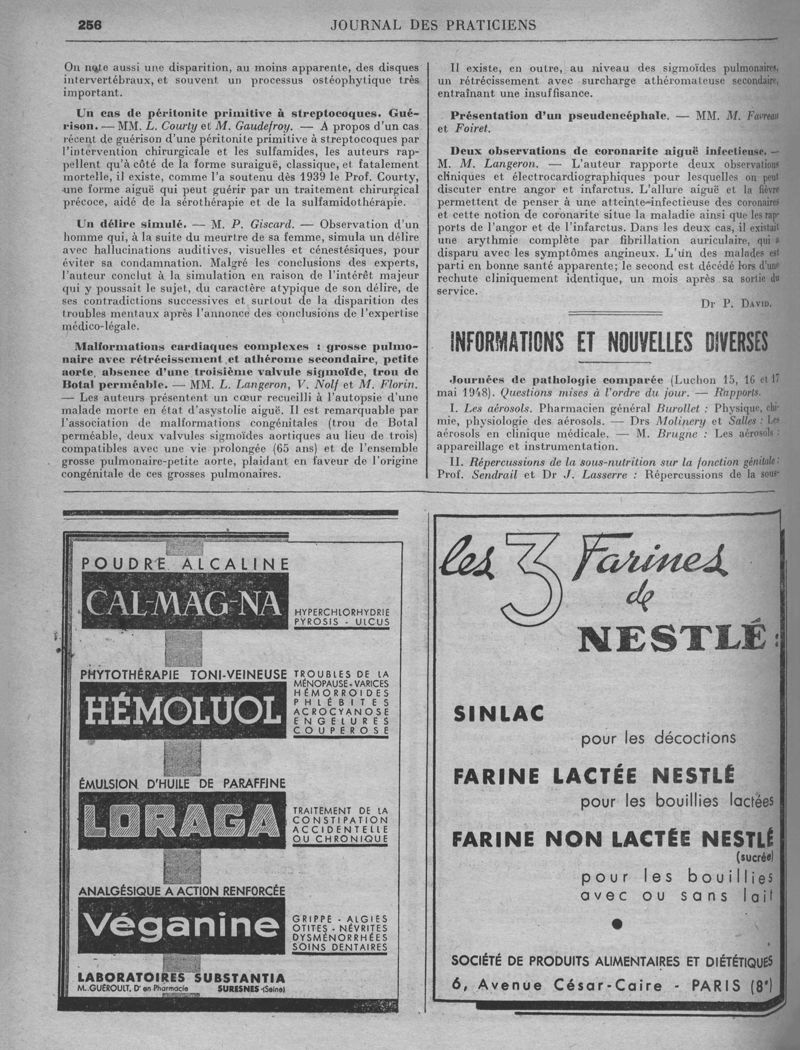 256
JOURNAL DES PRATICIENS
On note aussi une disparition, au moins apparente, des disques
intervertébraux, et souvent un processus ostéophytique très
important.
Un cas de péritonite primitive à streptocoques. Gué-
rison. — MM. L. Courty et M. Gaudefroy. — A propos d'un cas
récent de guérison d'une péritonite primitive à streptocoques par
l'intervention chirurgicale et les sulfamides, les auteurs rap-
pellent qu'à côté de la forme suraiguë, classique, et fatalement
mortelle, il existe, comme l'a soutenu dès 1939 le Prof. Courty,
une forme aiguë qui peut guérir par un traitement chirurgical
précoce, aidé de la sérothérapie et de la sulfamidothérapie.
Un délire simulé. — M. P. Giscard. — Observation d'un
homme qui, à la suite du meurtre de sa femme, simula un délire
avec hallucinations auditives, visuelles et cénestésiques, pour
éviter sa condamnation. Malgré les conclusions des experts,
l'auteur conclut à la simulation en raison de l'intérêt majeur
qui y poussait le sujet, du caractère atypique de son délire, de
ses contradictions successives et surtout de la disparition des
troubles mentaux après l'annonce des conclusions de l'expertise
médico-légale.
Malformations cardiaques complexes : grosse pulmo-
naire avec rétrécissement et athérome secondaire, petite
aorte, absence d'une troisième valvule sigmoïde, trou de
Botal perméable. — MM. L. Langeron, V. Nolf et M. Florin.
— Les auteurs présentent un cœur recueilli à l'autopsie d'une
malade morte en état d'asystolie aiguë. Il est remarquable par
l'association de malformations congénitales (trou de Botal
perméable, deux valvules sigmoïdes aortiques au lieu de trois)
compatibles avec une vie prolongée (65 ans) et de l'ensemble
grosse pulmonaire-petite aorte, plaidant en faveur de l'origine
congénitale de ces grosses pulmonaires.
Il existe, en outre, au niveau des sigmoïdes pulmonaires,
un rétrécissement avec surcharge athéromateuse secondaire,
entraînant une insuffisance.
Présentation d'un pseudencéphale. — MM. M. Favreau
et Foiret.
Deux observations de coronarite aiguë infectieuse. —
M. M. Langeron. — L'auteur rapporte deux observations
cliniques et électrocardiographiques pour lesquelles on peut
discuter entre angor et infarctus. L'allure aiguë et la fièvre
permettent de penser à une atteinte-infectieuse des coronaires
et cette notion de coronarite situe la maladie ainsi que les rap-
ports de l'angor et de l'infarctus. Dans les deux cas, il existait
une arythmie complète par fibrillation auriculaire, qui a
disparu avec les symptômes angineux. L'un des malades est
parti en bonne santé apparente; le second est décédé lors d'une
rechute cliniquement identique, un mois après sa sortie du
service.
Dr P. DAVID.
INFORMATIONS ET NOUVELLES DIVERSES
Journées de pathologie comparée (Luchon 15, 16 et 17
mai 1948). Questions mises à l'ordre du jour. — Rapports.
I. Les aérosols. Pharmacien général Burollet : Physique, chi-
mie, physiologie des aérosols. — Drs Molinery et Salles : Les
aérosols en clinique médicale. — M. Brugne : Les aérosols :
appareillage et instrumentation.
II. Répercussions de la sous-nutrition sur la fonction génitale :
Prof. Sendrail et Dr J. Lasserre : Répercussions de la sous-
POUDRE ALCALINE
CAL-MAG-NA
HYPERCHLORHYDRIE
PYROSIS - ULCUS
PHYTOTHÉRAPIE TONI-VEINEUSE
HÉMOLUOL
TROUBLES DE LA
MÉNOPAUSE - VARICES
HÉMORROIDES
PHLÉBITES
ACROCYANOSE
ENGELURES
COUPEROSE
ÉMULSION D'HUILE DE PARAFFINE
LORAGA
TRAITEMENT DE LA
CONSTIPATION
ACCIDENTELLE
OU CHRONIQUE
ANALGÉSIQUE A ACTION RENFORCÉE
Véganine
GRIPPE - ALGIES
OTITES - NÉVRITES
DYSMÉNORRHÉES
SOINS DENTAIRES
LABORATOIRES SUBSTANTIA
M. GUÉROULT, Dr en Pharmacie SURESNES (Seine)
les 3 Farines
de
NESTLÉ :
SINLAC
pour les décoctions
FARINE LACTÉE NESTLÉ
pour les bouillies lactées
FARINE NON LACTÉE NESTLÉ
(sucrée)
pour les bouillies
avec ou sans lait
SOCIÉTÉ DE PRODUITS ALIMENTAIRES ET DIÉTÉTIQUES
6, Avenue César-Caire - PARIS (8e)